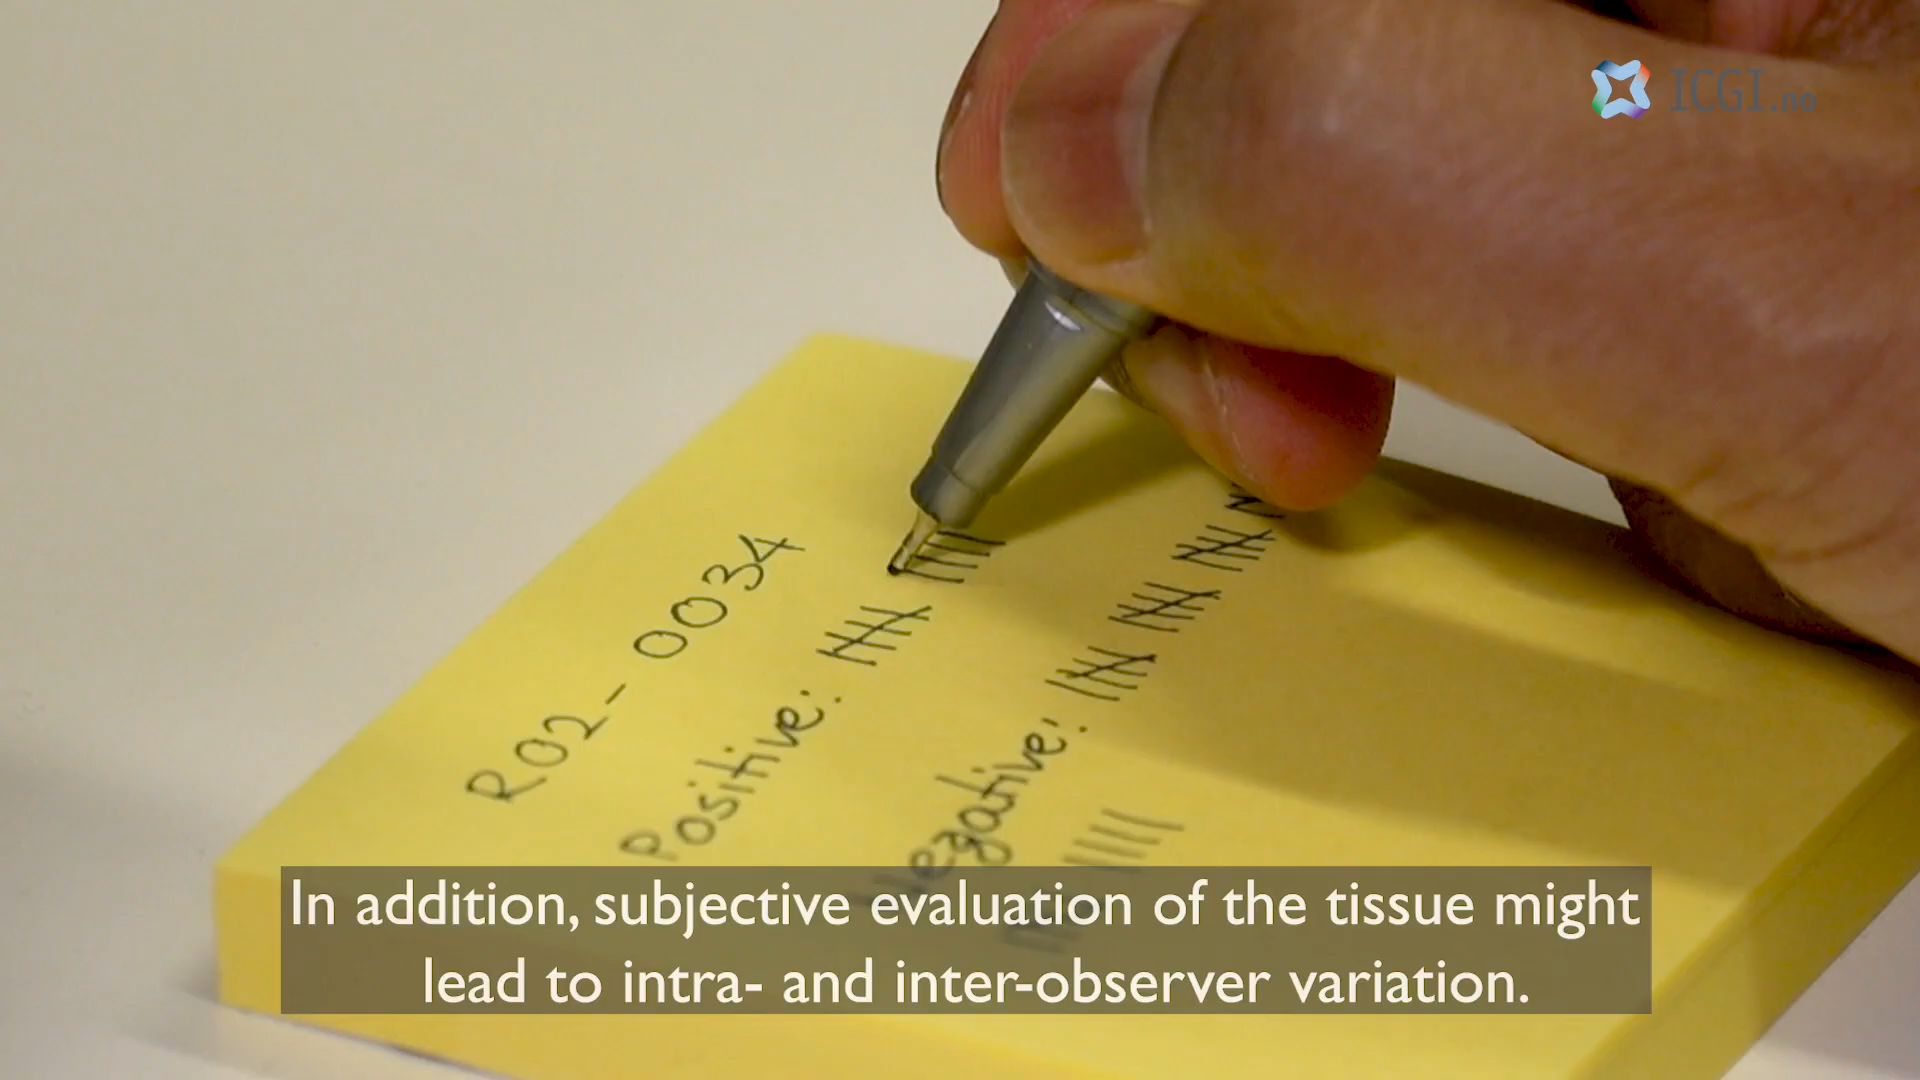 ICGI.no
R02-0034
Positive:
Negative:
In addition, subjective evaluation of the tissue might
lead to intra- and inter-observer variation.